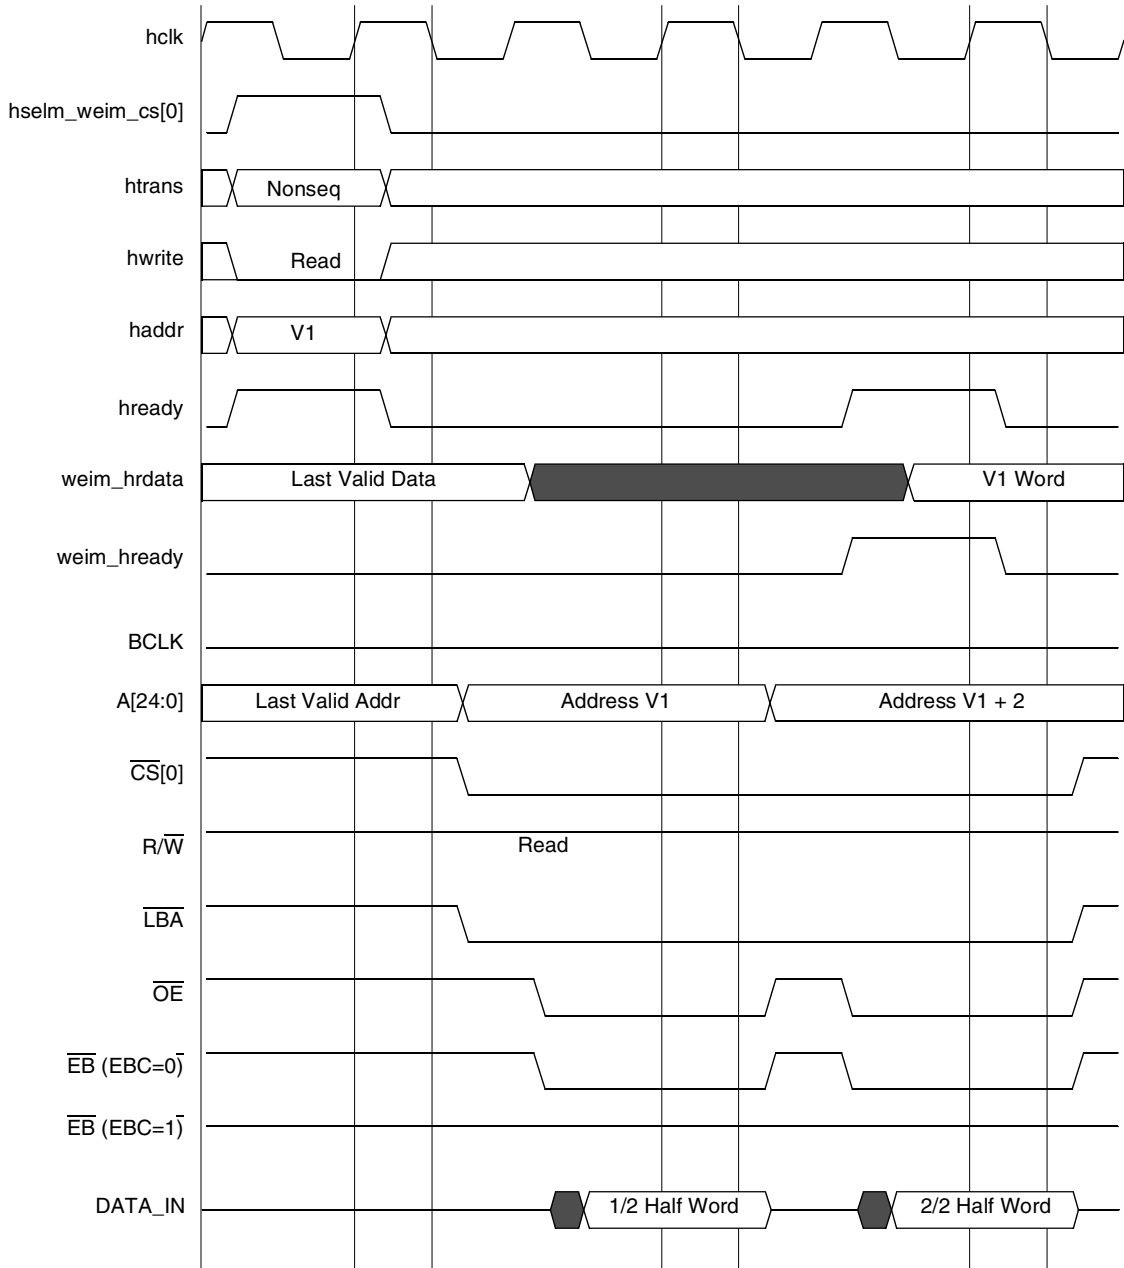 hclk
hselm_weim_cs[0]
htrans Nonseq
hwrite Read
haddr V1
hready
weim_hrdata Last Valid Data V1 Word
weim_hready
BCLK
A[24:0] Last Valid Addr Address V1 Address V1 + 2
CS[0]
R/W Read
LBA
OE
EB (EBC=0)
EB (EBC=1)
DATA_IN 1/2 Half Word 2/2 Half Word